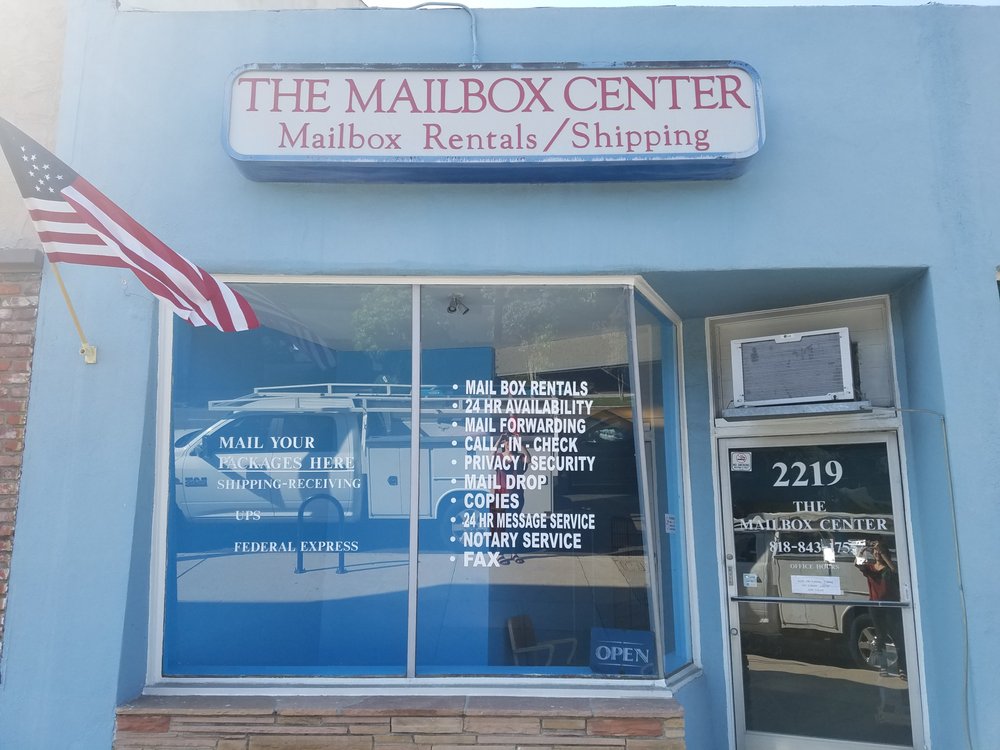 THE MAILBOX CENTER
Mailbox Rentals/Shipping
MAIL YOUR
PACKAGES HERE
SHIPPING-RECEIVING
UPS
FEDERAL EXPRESS
• MAIL BOX RENTALS
• 24 HR AVAILABILITY
• MAIL FORWARDING
• CALL - IN - CHECK
• PRIVACY / SECURITY
• MAIL DROP
• COPIES
• 24 HR MESSAGE SERVICE
• NOTARY SERVICE
• FAX
OPEN
2219
THE
MAILBOX CENTER
OFFICE HOURS